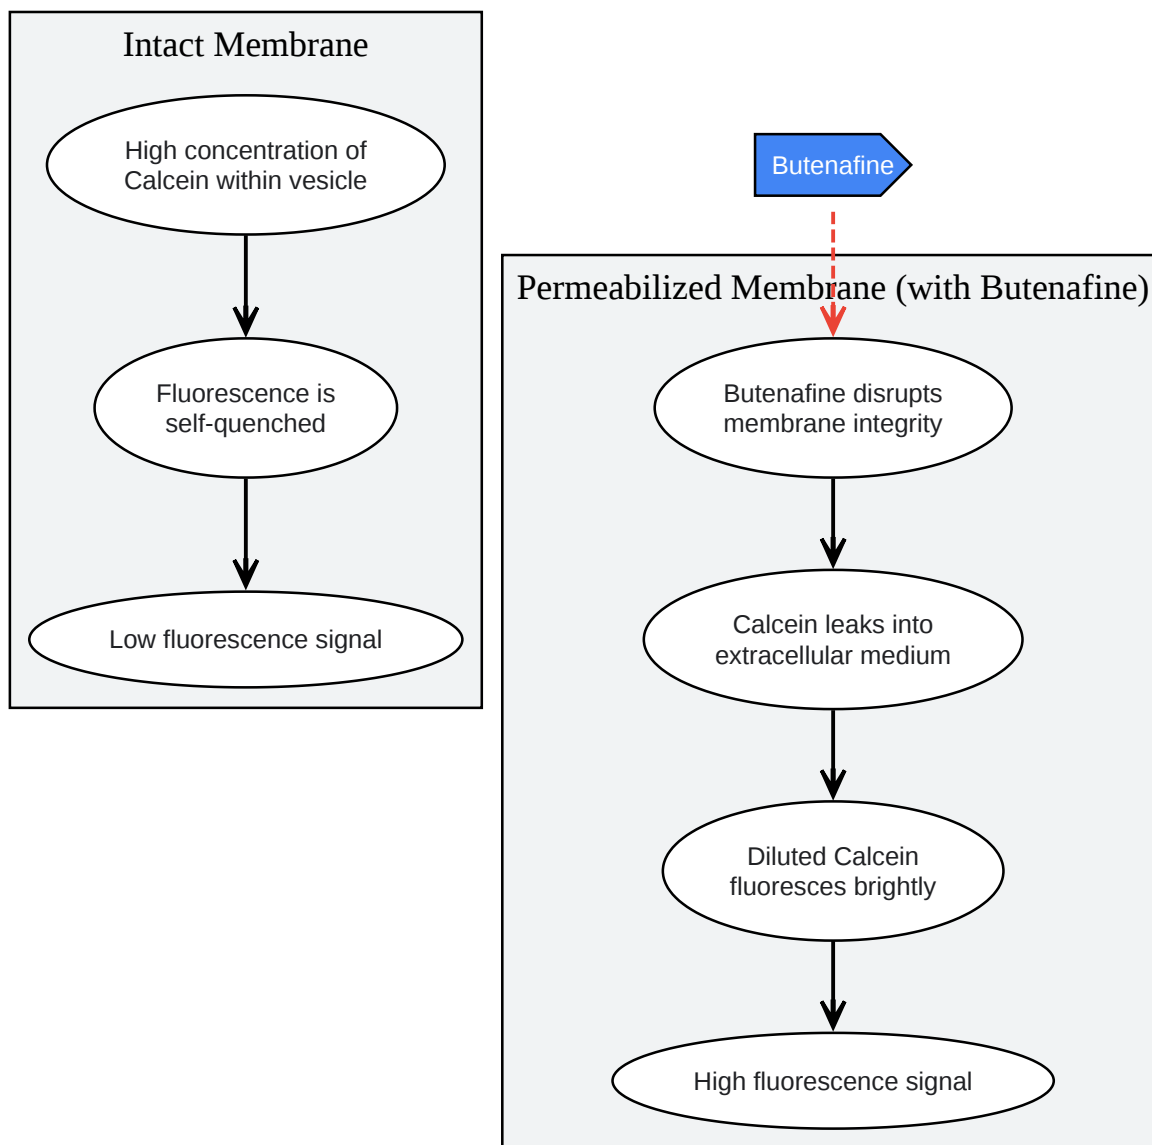 Intact Membrane
High concentration of
Calcein within vesicle
Fluorescence is
self-quenched
Low fluorescence signal
Butenafine
Permeabilized Membrane (with Butenafine)
Butenafine disrupts
membrane integrity
Calcein leaks into
extracellular medium
Diluted Calcein
fluoresces brightly
High fluorescence signal